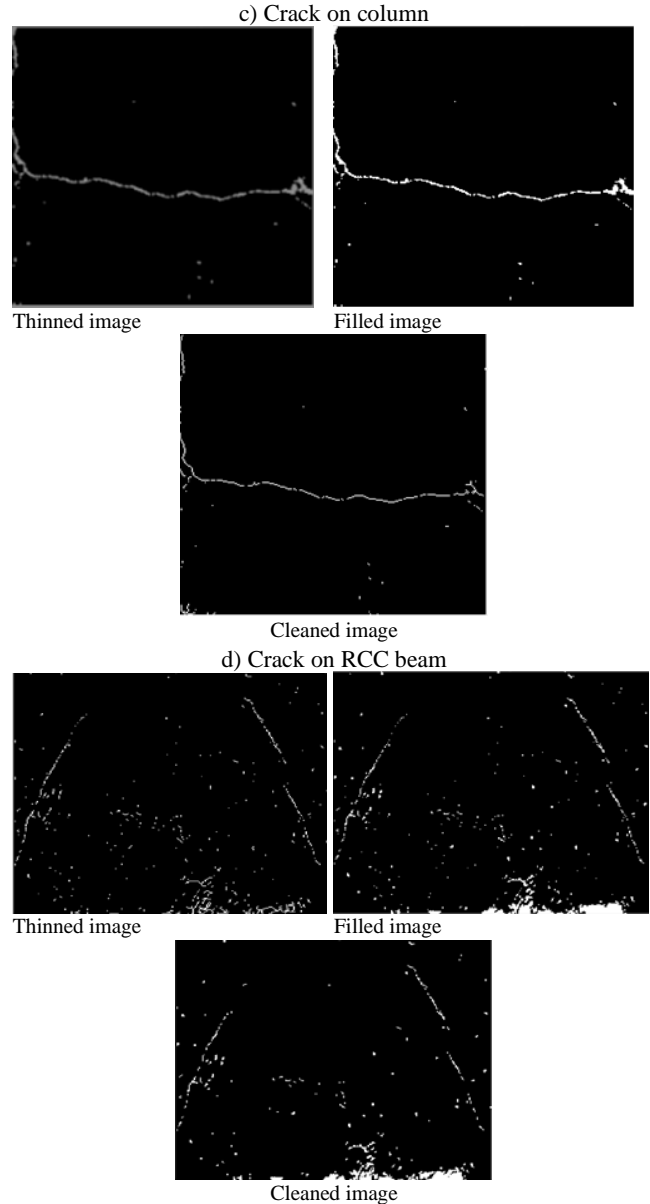 c) Crack on column
Thinned image
Filled image
Cleaned image
d) Crack on RCC beam
Thinned image
Filled image
Cleaned image